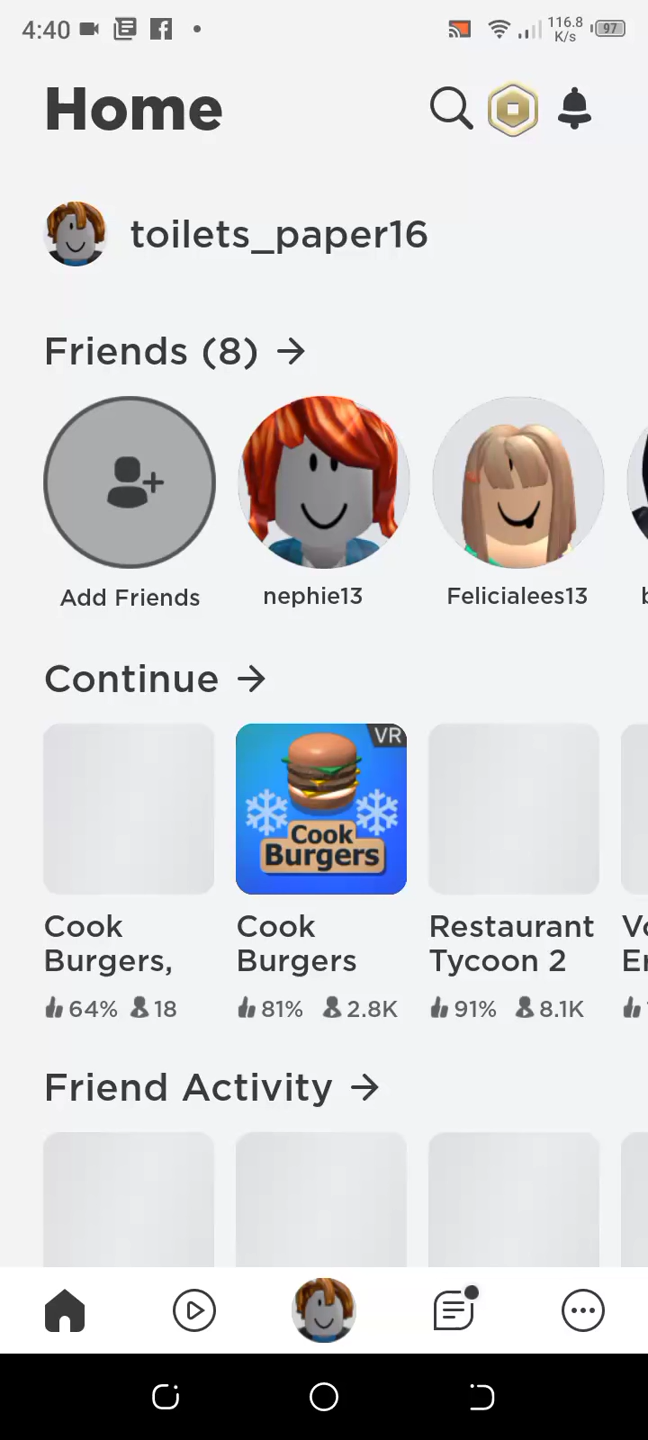 4:40
116.8
K/s
97
Home
toilets_paper16
Friends (8)
Add Friends
nephie13
Felicialees13
Continue
VR
Cook
Burgers
Cook
Burgers,
Cook
Burgers
Restaurant
Tycoon 2
64% 18
81% 2.8K
91% 8.1K
Friend Activity